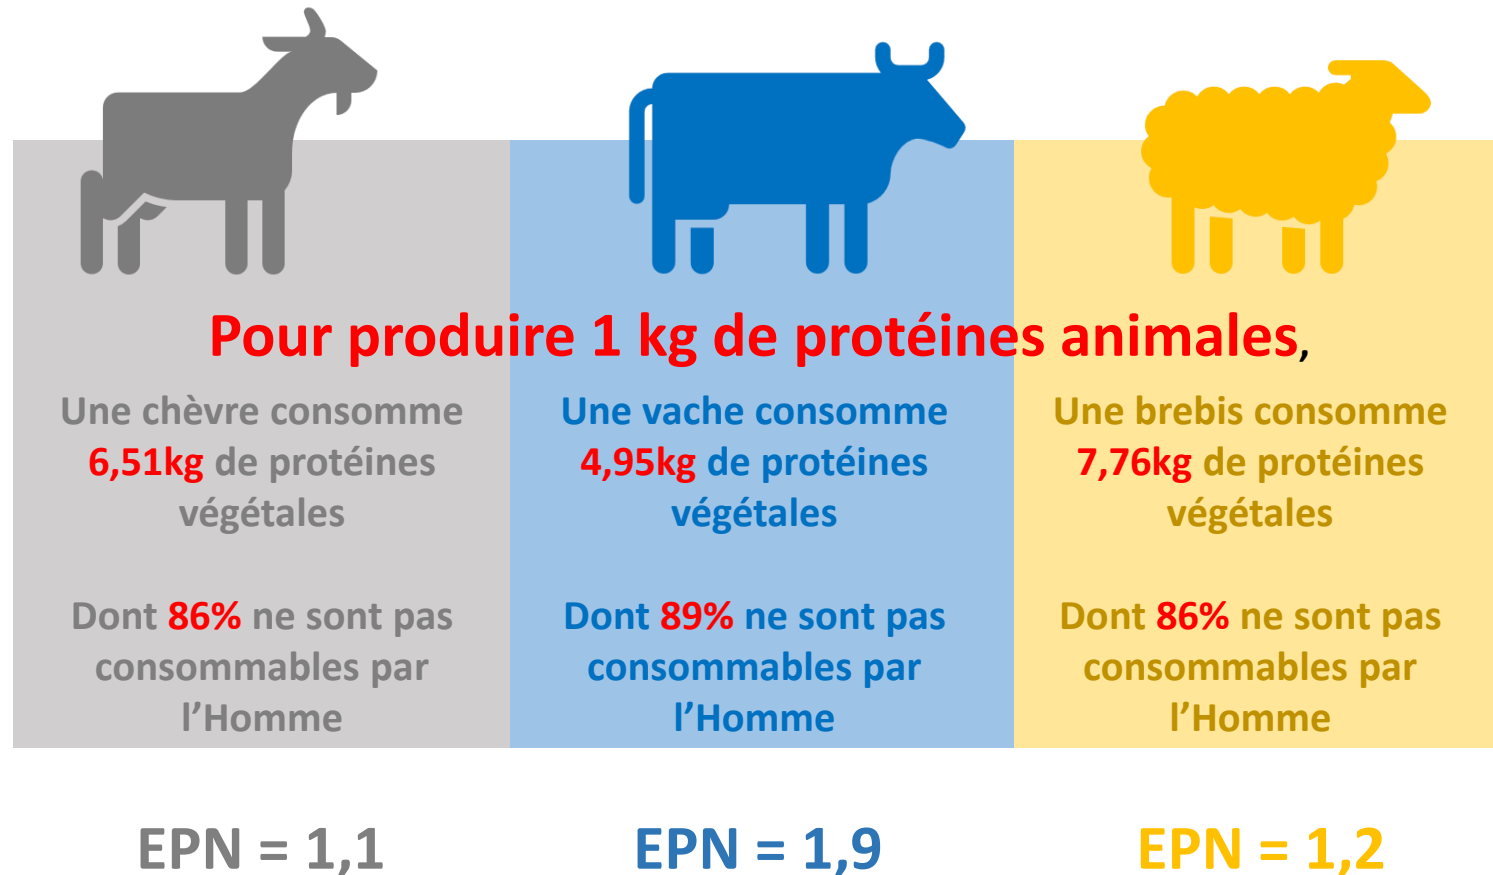 Pour produire 1 kg de protéines animales,
Une chèvre consomme
6,51kg de protéines
végétales
Dont 86% ne sont pas
consommables par
l’Homme
Une vache consomme
4,95kg de protéines
végétales
Dont 89% ne sont pas
consommables par
l’Homme
Une brebis consomme
7,76kg de protéines
végétales
Dont 86% ne sont pas
consommables par
l’Homme
EPN = 1,1
EPN = 1,9
EPN = 1,2